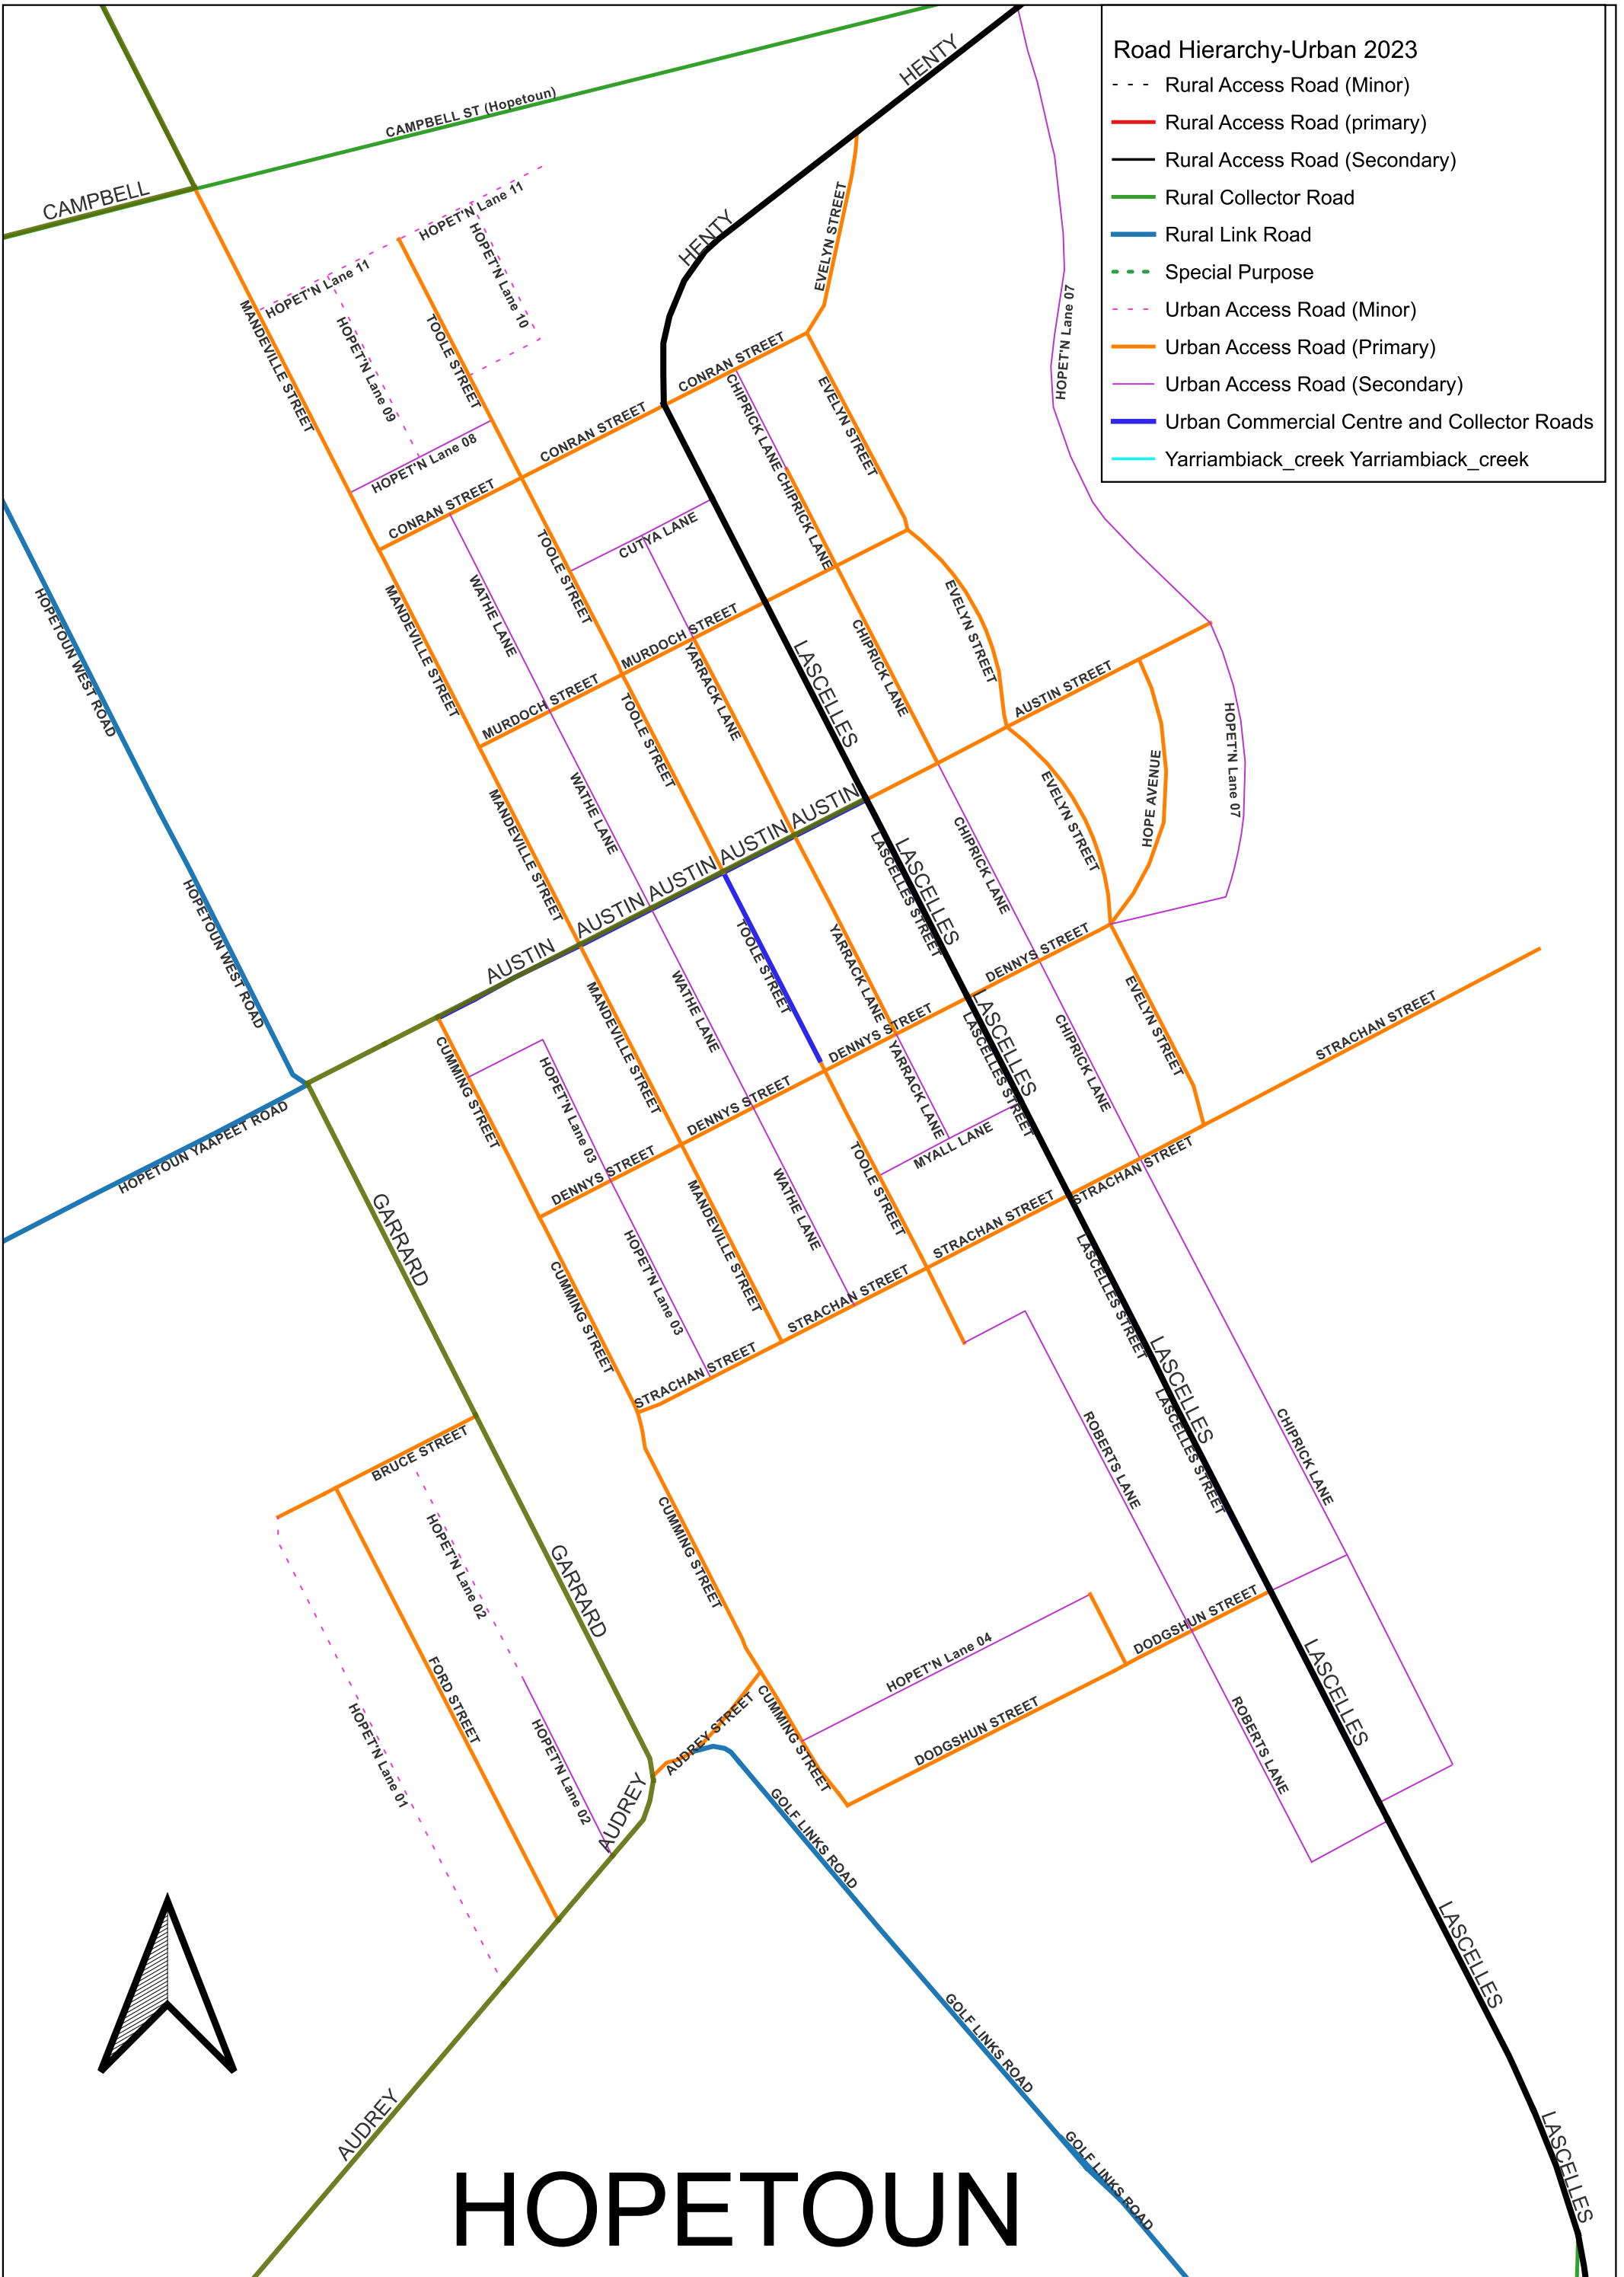 Road Hierarchy-Urban 2023
Rural Access Road (Minor)
Rural Access Road (primary)
Rural Access Road (Secondary)
Rural Collector Road
Rural Link Road
Special Purpose
Urban Access Road (Minor)
Urban Access Road (Primary)
Urban Access Road (Secondary)
Urban Commercial Centre and Collector Roads
Yarriambiack_creek Yarriambiack_creek
HENTY
CAMPBELL ST (Hopetoun)
CAMPBELL
HOPET'N Lane 11
HOPET'N Lane 11
HOPET'N Lane 10
HENTY
EVELYN STREET
HOPET'N Lane 07
MANDEVILLE STREET
HOPET'N Lane 09
TOOLE STREET
CONRAN STREET
CHIPRICK LANE
EVELYN STREET
CONRAN STREET
HOPET'N Lane 08
CONRAN STREET
CHIPRICK LANE
CUTYA LANE
TOOLE STREET
WATHE LANE
MANDEVILLE STREET
HOPETOUN WEST ROAD
EVELYN STREET
MURDOCH STREET
CHIPRICK LANE
LASCELLES
YARRACK LANE
AUSTIN STREET
MURDOCH STREET
TOOLE STREET
HOPET'N Lane 07
HOPE AVENUE
EVELYN STREET
WATHE LANE
MANDEVILLE STREET
AUSTIN
AUSTIN
AUSTIN
AUSTIN
AUSTIN
CHIPRICK LANE
LASCELLES
LASCELLES STREET
HOPETOUN WEST ROAD
TOOLE STREET
YARRACK LANE
DENNYS STREET
WATHE LANE
MANDEVILLE STREET
EVELYN STREET
STRACHAN STREET
LASCELLES
LASCELLES STREET
CHIPRICK LANE
DENNYS STREET
YARRACK LANE
CUMMING STREET
HOPET'N Lane 03
DENNYS STREET
HOPETOUN YAAPEET ROAD
MYALL LANE
DENNYS STREET
STRACHAN STREET
TOOLE STREET
WATHE LANE
MANDEVILLE STREET
GARRARD
STRACHAN STREET
HOPET'N Lane 03
CUMMING STREET
STRACHAN STREET
LASCELLES STREET
STRACHAN STREET
LASCELLES
LASCELLES STREET
ROBERTS LANE
CHIPRICK LANE
BRUCE STREET
CUMMING STREET
HOPET'N Lane 02
GARRARD
DODGSHUN STREET
HOPET'N Lane 04
LASCELLES
FORD STREET
HOPET'N Lane 01
HOPET'N Lane 02
AUDREY STREET
CUMMING STREET
DODGSHUN STREET
ROBERTS LANE
AUDREY
GOLF LINKS ROAD
LASCELLES
GOLF LINKS ROAD
AUDREY
GOLF LINKS ROAD
LASCELLES
HOPETOUN